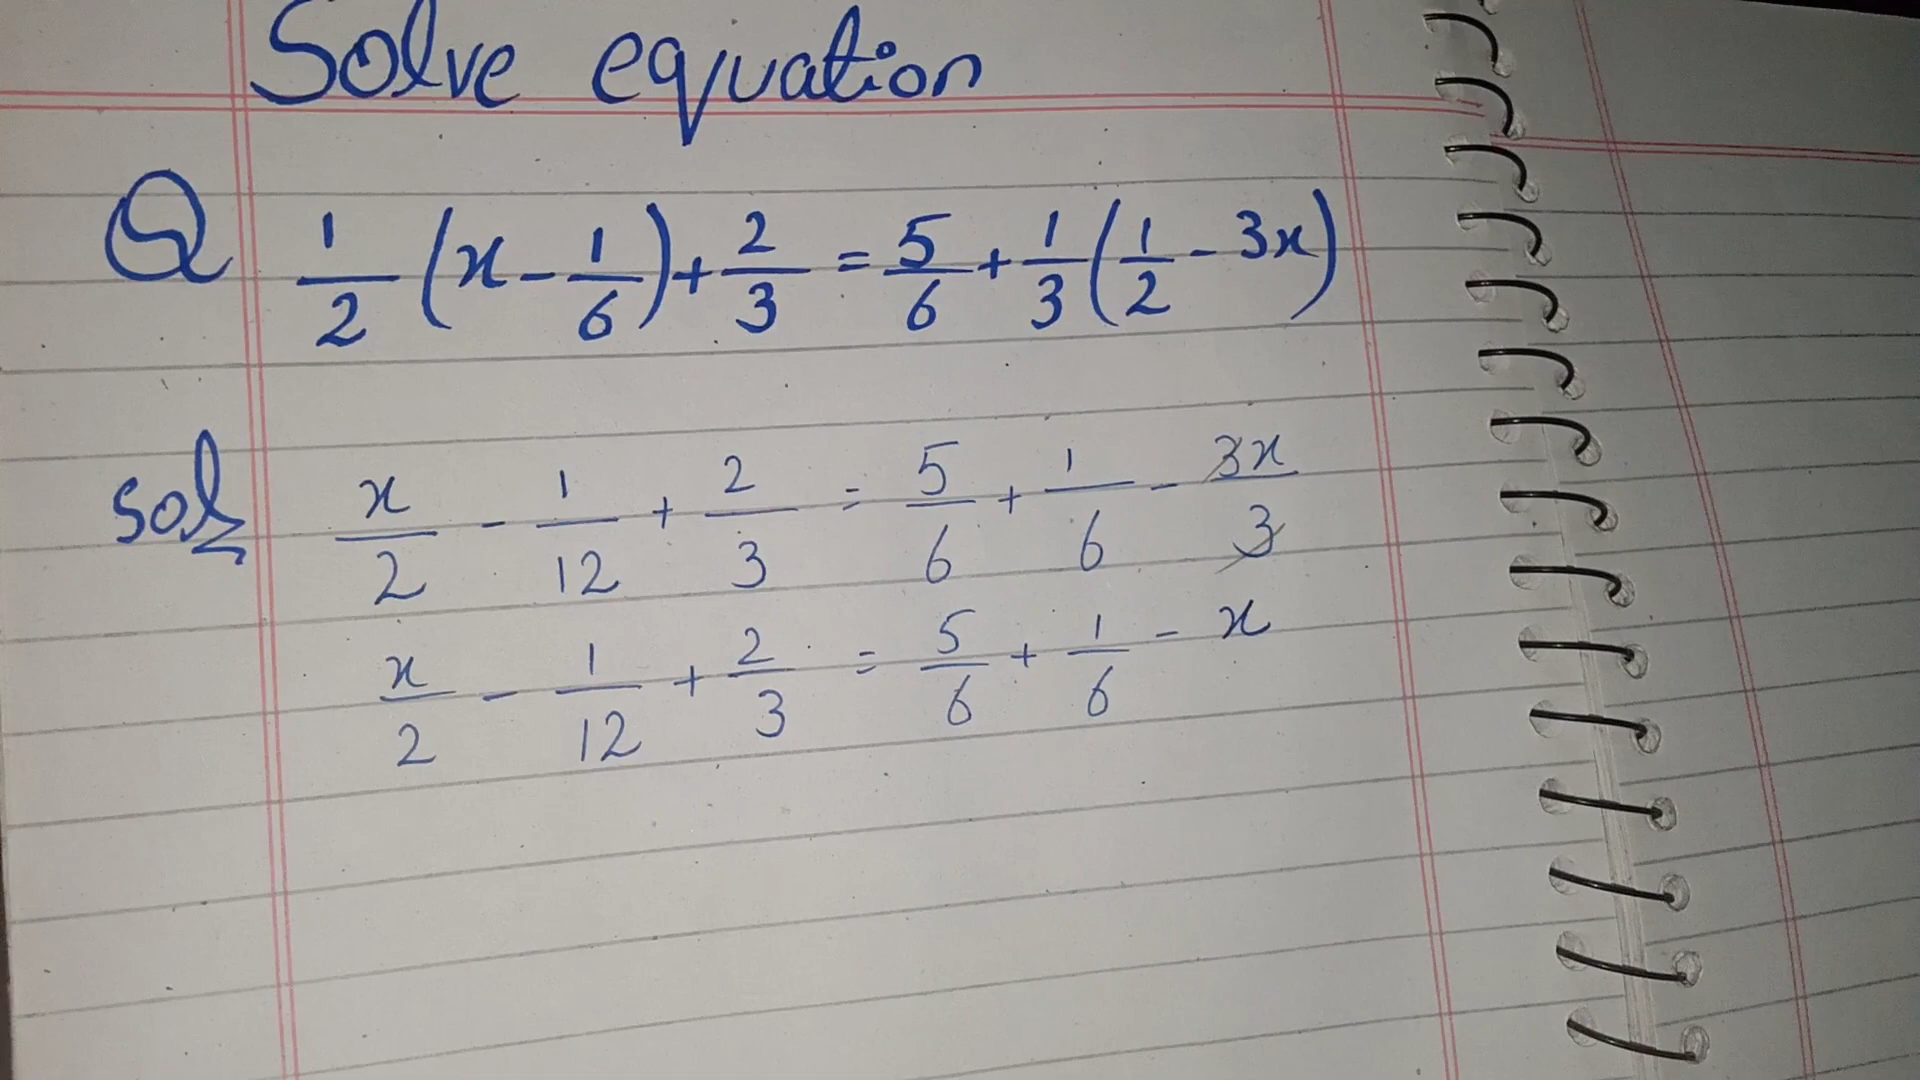 Solve equation
Q 1/2 (x - 1/6) + 2/3 = 5/6 + 1/3 (1/2 - 3x)
Sol x/2 - 1/12 + 2/3 = 5/6 + 1/6 - 3x/3
x/2 - 1/12 + 2/3 = 5/6 + 1/6 - x